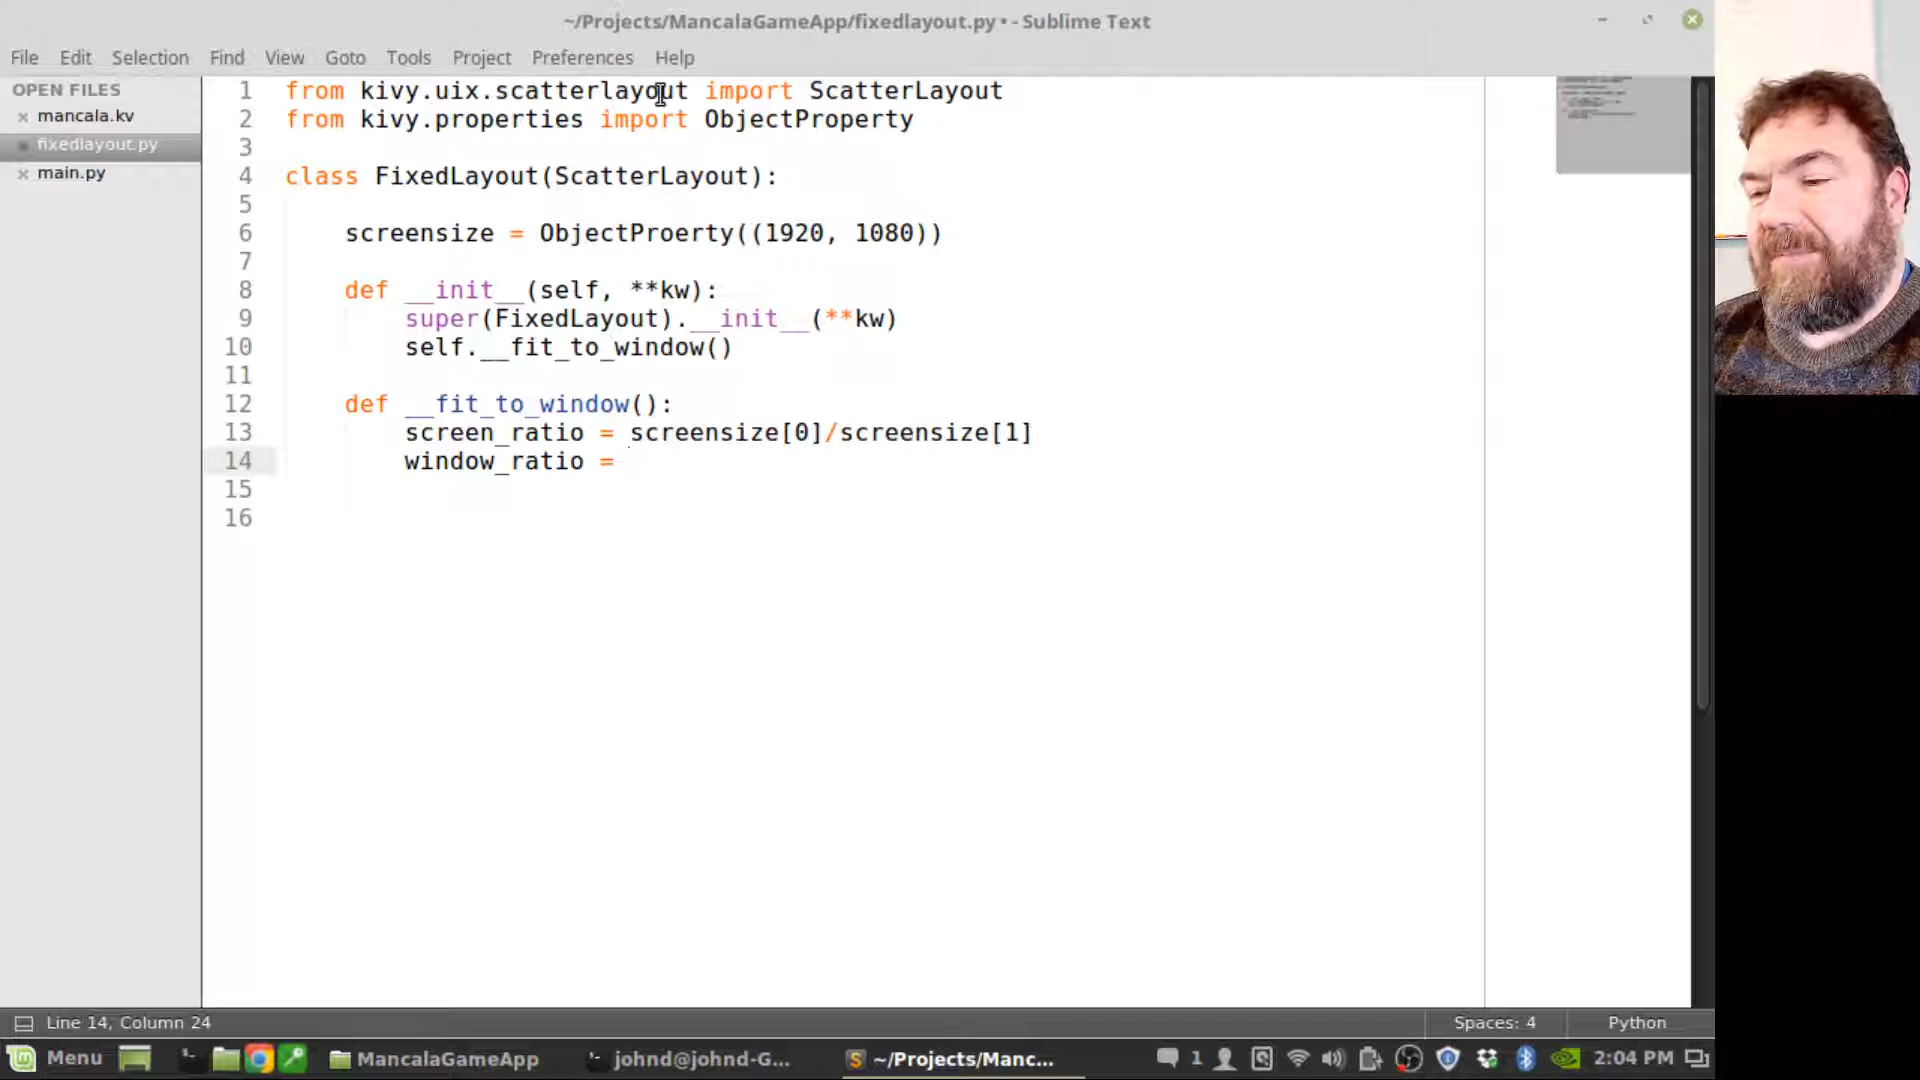 ~/Projects/MancalaGameApp/fixedlayout.py • - Sublime Text
File Edit Selection Find View Goto Tools Project Preferences Help
OPEN FILES
mancala.kv
fixedlayout.py
main.py
1 from kivy.uix.scatterlayout import ScatterLayout
2 from kivy.properties import ObjectProperty
3
4 class FixedLayout(ScatterLayout):
5
6 screensize = ObjectProerty((1920, 1080))
7
8 def __init__(self, **kw):
9 super(FixedLayout).__init__(**kw)
10 self.__fit_to_window()
11
12 def __fit_to_window():
13 screen_ratio = screensize[0]/screensize[1]
14 window_ratio =
15
16
Line 14, Column 24 Spaces: 4 Python
Menu MancalaGameApp johnd@johnd-G... ~/Projects/Manc... 1 2:04 PM